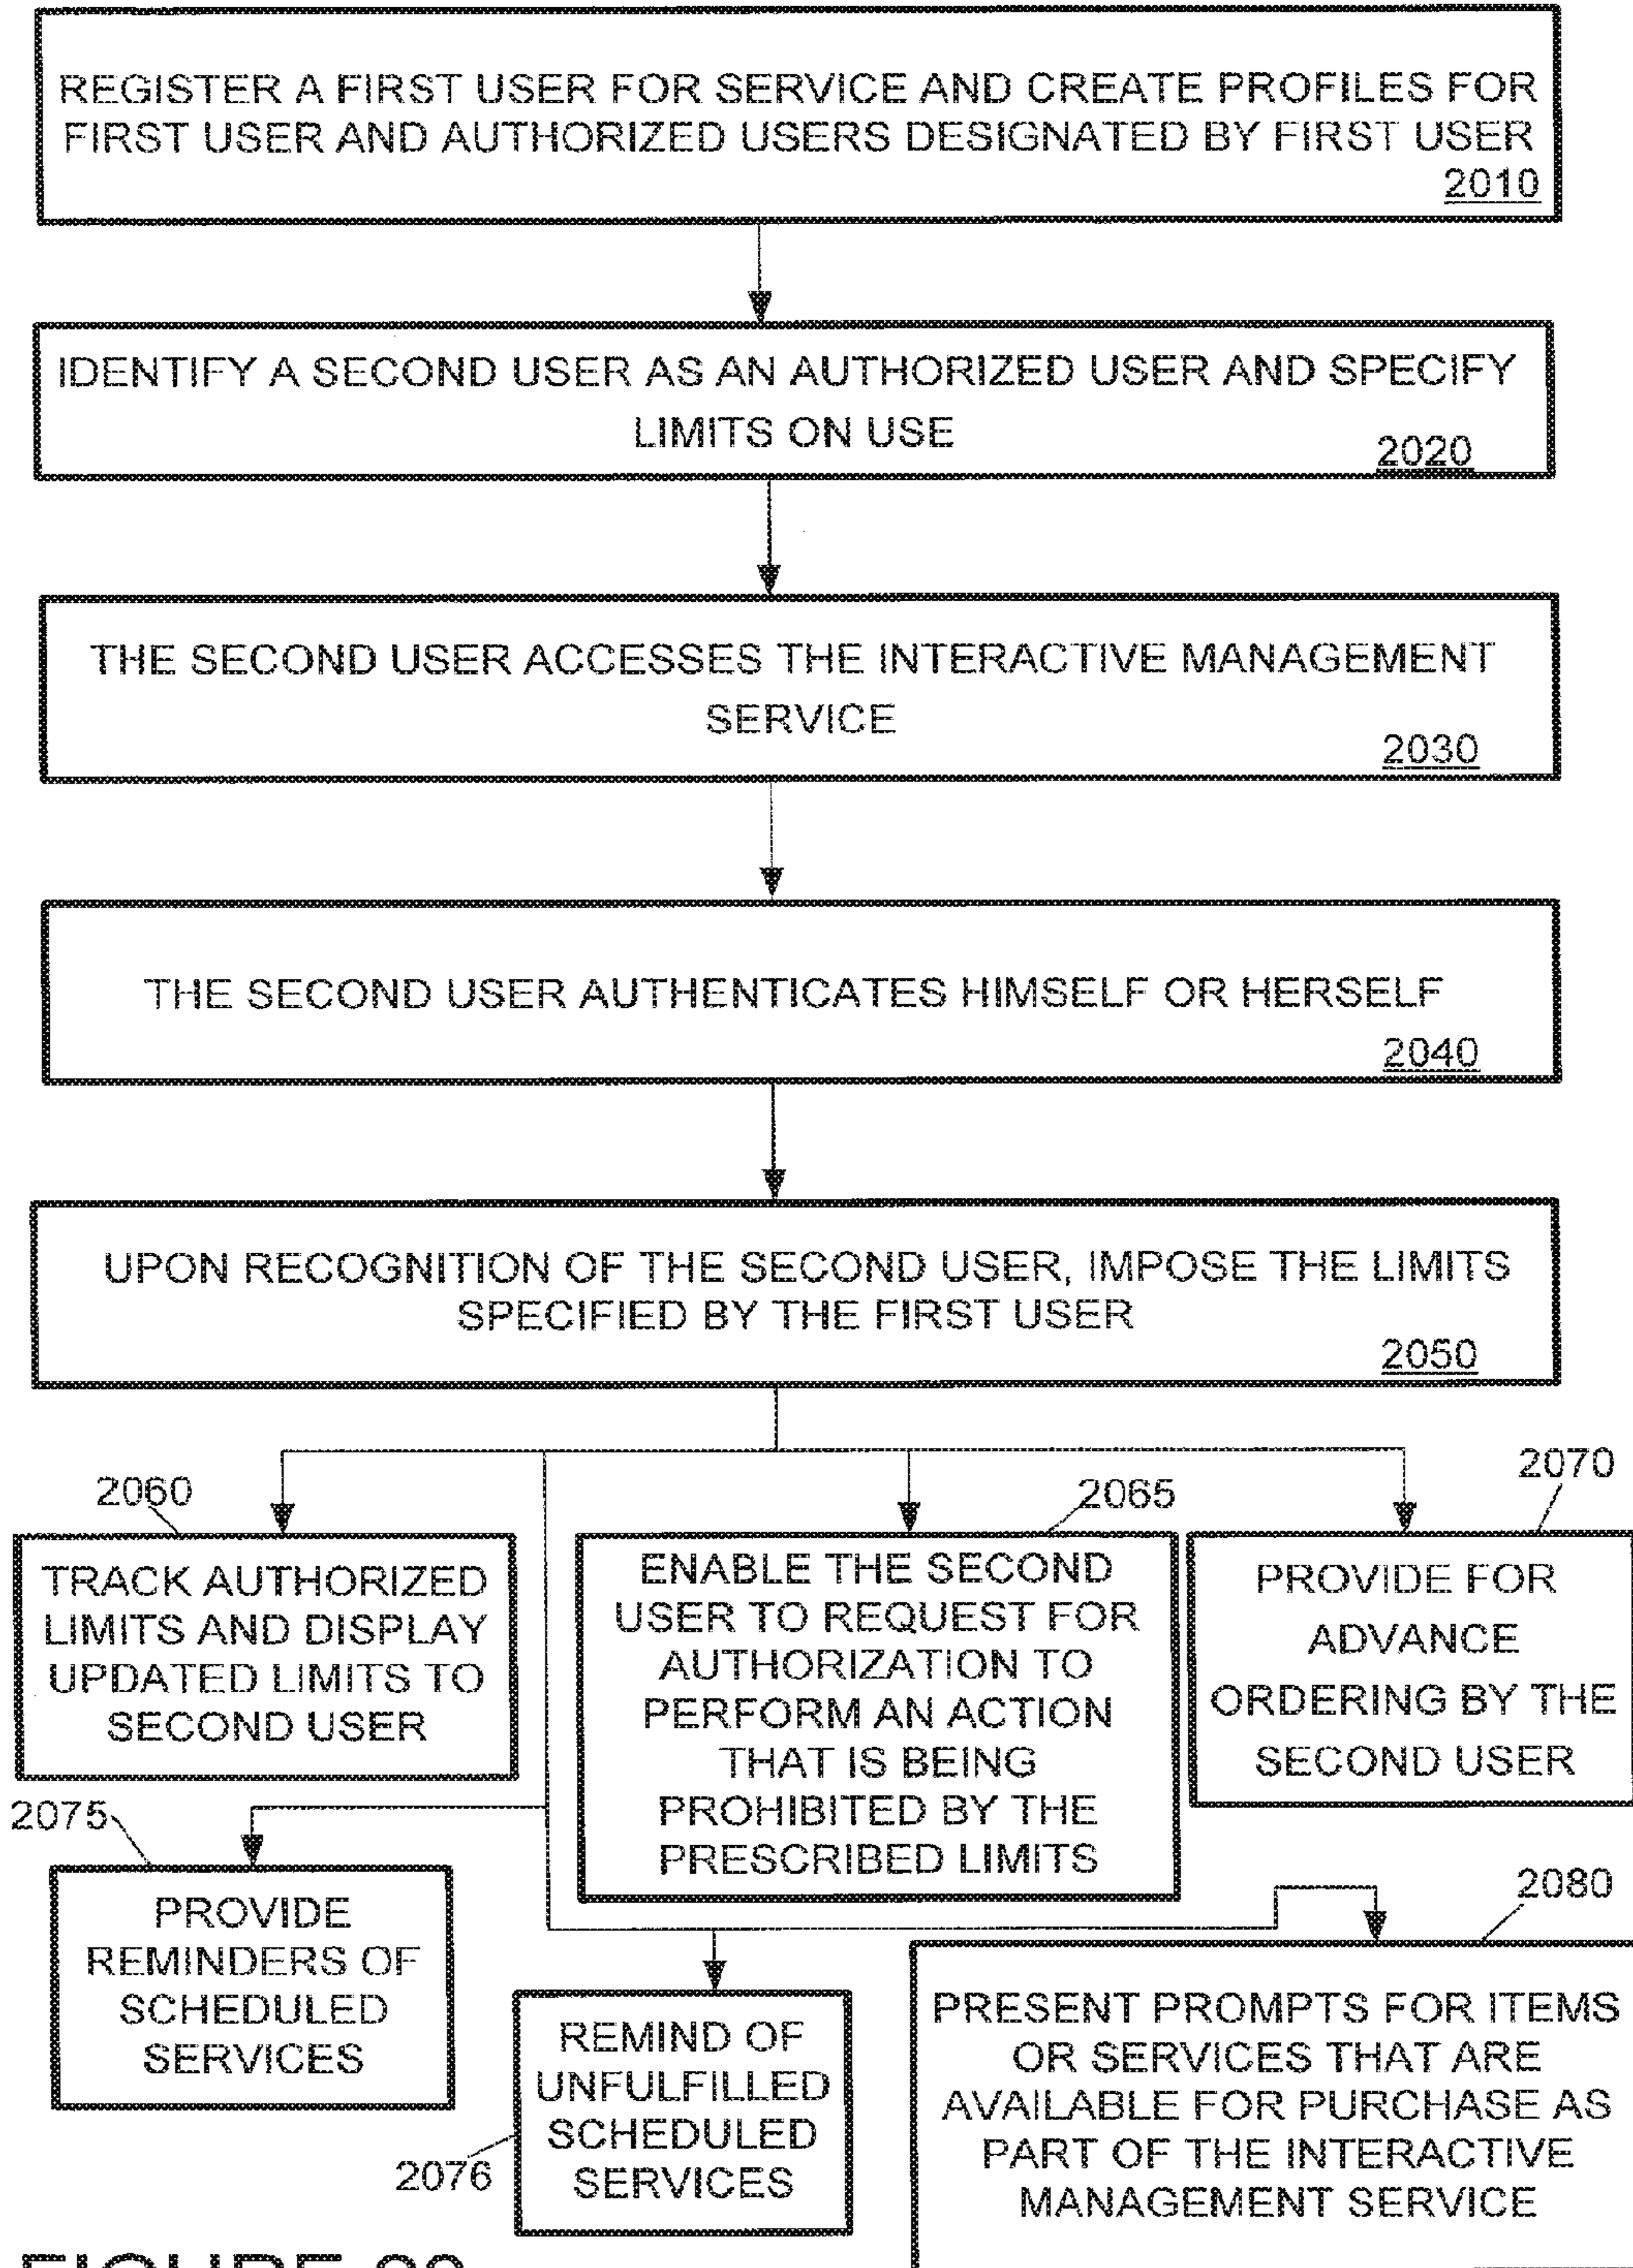 REGISTER A FIRST USER FOR SERVICE AND CREATE PROFILES FOR
FIRST USER AND AUTHORIZED USERS DESIGNATED BY FIRST USER
2010
IDENTIFY A SECOND USER AS AN AUTHORIZED USER AND SPECIFY
LIMITS ON USE
2020
THE SECOND USER ACCESSES THE INTERACTIVE MANAGEMENT
SERVICE
2030
THE SECOND USER AUTHENTICATES HIMSELF OR HERSELF
2040
UPON RECOGNITION OF THE SECOND USER, IMPOSE THE LIMITS
SPECIFIED BY THE FIRST USER
2050
2060
TRACK AUTHORIZED
LIMITS AND DISPLAY
UPDATED LIMITS TO
SECOND USER
2065
ENABLE THE SECOND
USER TO REQUEST FOR
AUTHORIZATION TO
PERFORM AN ACTION
THAT IS BEING
PROHIBITED BY THE
PRESCRIBED LIMITS
2070
PROVIDE FOR
ADVANCE
ORDERING BY THE
SECOND USER
2075
PROVIDE
REMINDERS OF
SCHEDULED
SERVICES
2076
REMIND OF
UNFULFILLED
SCHEDULED
SERVICES
2080
PRESENT PROMPTS FOR ITEMS
OR SERVICES THAT ARE
AVAILABLE FOR PURCHASE AS
PART OF THE INTERACTIVE
MANAGEMENT SERVICE
FIGURE